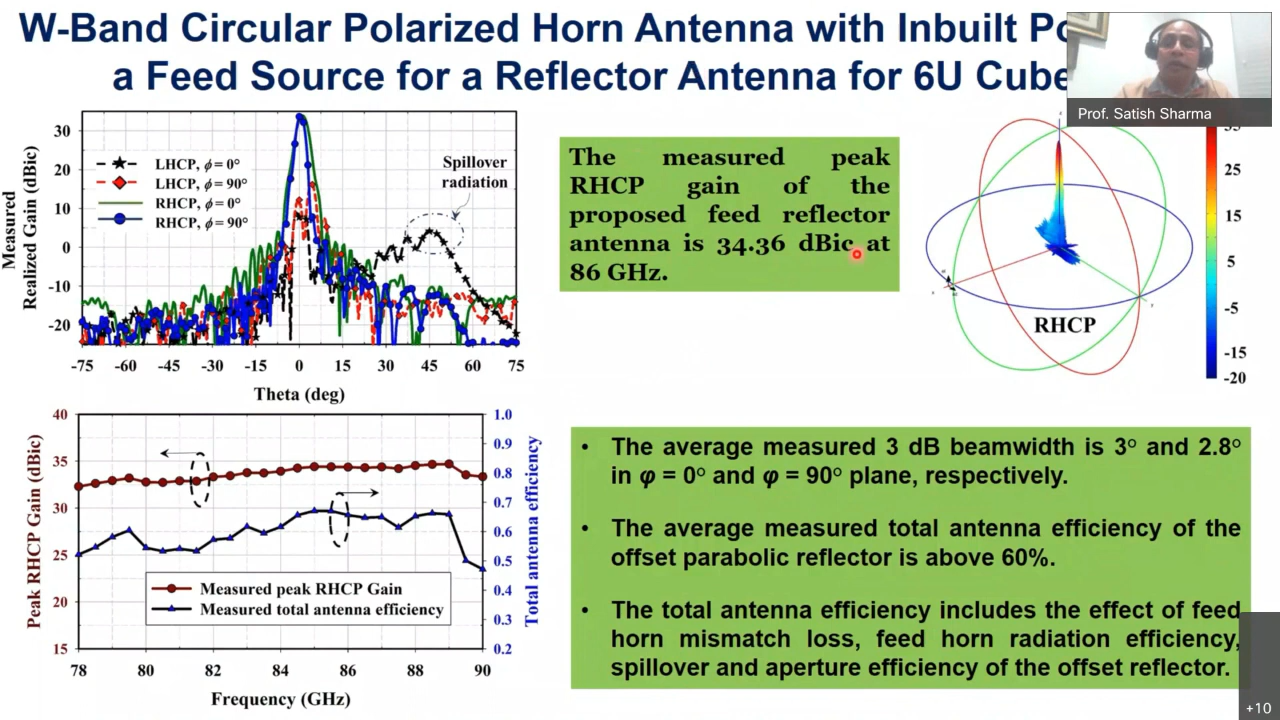 W-Band Circular Polarized Horn Antenna with Inbuilt
a Feed Source for a Reflector Antenna for 6U
Prof. Satish Sharma
Measured
Realized Gain (dBic)
30
20
10
0
-10
-20
LHCP, ϕ = 0°
LHCP, ϕ = 90°
RHCP, ϕ = 0°
RHCP, ϕ = 90°
Spillover
radiation
-75 -60 -45 -30 -15 0 15 30 45 60 75
Theta (deg)
The measured peak
RHCP gain of the
proposed feed reflector
antenna is 34.36 dBic at
86 GHz.
RHCP
25
15
5
-5
-15
-20
Peak RHCP Gain (dBic)
40
35
30
25
20
15
Measured peak RHCP Gain
Measured total antenna efficiency
1.0
0.9
0.8
0.7
0.6
0.5
0.4
0.3
0.2
Total antenna efficiency
78 80 82 84 86 88 90
Frequency (GHz)
• The average measured 3 dB beamwidth is 3° and 2.8°
in φ = 0° and φ = 90° plane, respectively.
• The average measured total antenna efficiency of the
offset parabolic reflector is above 60%.
• The total antenna efficiency includes the effect of feed
horn mismatch loss, feed horn radiation efficiency,
spillover and aperture efficiency of the offset reflector.
+10